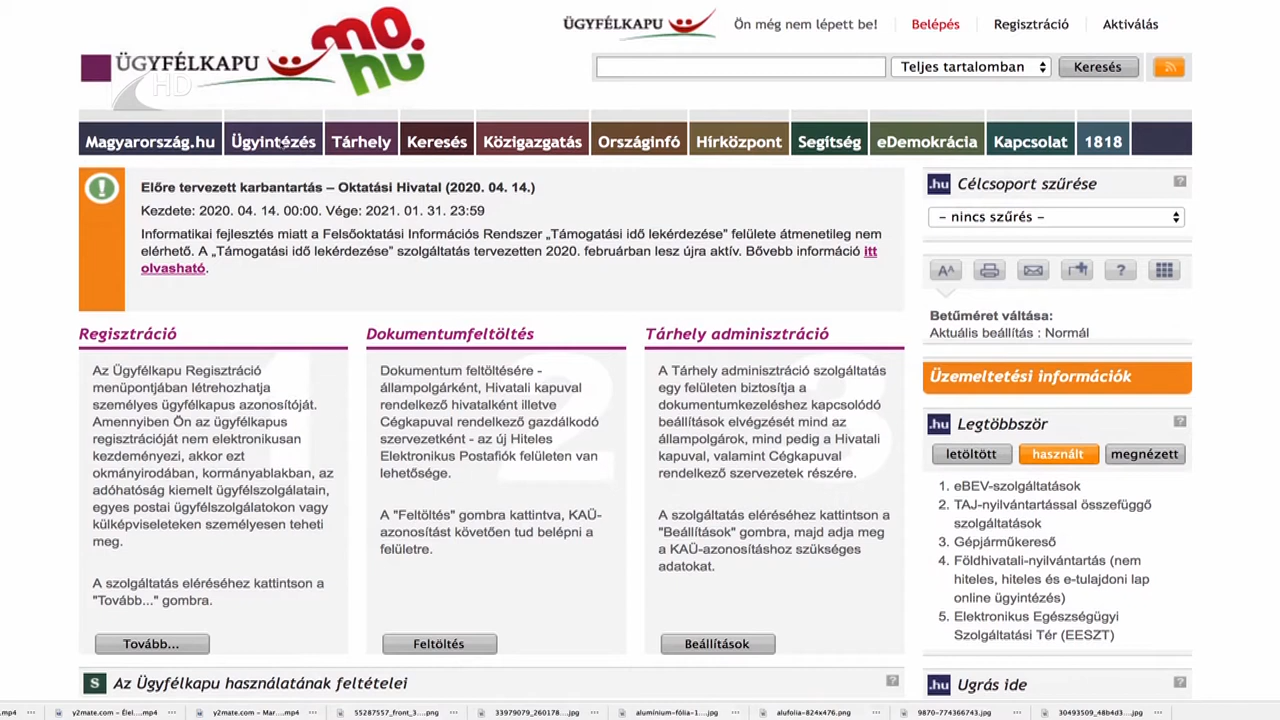 ÜGYFÉLKAPU
mo.
hu
HD
ÜGYFÉLKAPU Ön még nem lépett be! Belépés Regisztráció Aktiválás
Teljes tartalomban Keresés
Magyarország.hu Ügyintézés Tárhely Keresés Közigazgatás Országinfó Hírközpont Segítség eDemokrácia Kapcsolat 1818
Előre tervezett karbantartás – Oktatási Hivatal (2020. 04. 14.)
Kezdete: 2020. 04. 14. 00:00. Vége: 2021. 01. 31. 23:59
Informatikai fejlesztés miatt a Felsőoktatási Információs Rendszer „Támogatási idő lekérdezése” felülete átmenetileg nem
elérhető. A „Támogatási idő lekérdezése” szolgáltatás tervezetten 2020. februárban lesz újra aktív. Bővebb információ itt
olvasható.
Regisztráció
Az Ügyfélkapu Regisztráció
menüpontjában létrehozhatja
személyes ügyfélkapus azonosítóját.
Amennyiben Ön az ügyfélkapus
regisztrációját nem elektronikusan
kezdeményezi, akkor ezt
okmányirodában, kormányablakban, az
adóhatóság kiemelt ügyfélszolgálatain,
egyes postai ügyfélszolgálatokon vagy
külképviseleteken személyesen teheti
meg.
A szolgáltatás eléréséhez kattintson a
"Tovább..." gombra.
Tovább...
Dokumentumfeltöltés
Dokumentum feltöltésére -
állampolgárként, Hivatali kapuval
rendelkező hivatalként illetve
Cégkapuval rendelkező gazdálkodó
szervezetként - az új Hiteles
Elektronikus Postafiók felületen van
lehetősége.
A "Feltöltés" gombra kattintva, KAÜ-
azonosítást követően tud belépni a
felületre.
Feltöltés
Tárhely adminisztráció
A Tárhely adminisztráció szolgáltatás
egy felületen biztosítja a
dokumentumkezeléshez kapcsolódó
beállítások elvégzését mind az
állampolgárok, mind pedig a Hivatali
kapuval, valamint Cégkapuval
rendelkező szervezetek részére.
A szolgáltatás eléréséhez kattintson a
"Beállítások" gombra, majd adja meg
a KAÜ-azonosításhoz szükséges
adatokat.
Beállítások
1
2
3
S Az Ügyfélkapu használatának feltételei ?
.hu Célcsoport szűrése ?
– nincs szűrés –
AA ?
Betűméret váltása:
Aktuális beállítás : Normál
Üzemeltetési információk
.hu Legtöbbször ?
letöltött használt megnézett
1. eBEV-szolgáltatások
2. TAJ-nyilvántartással összefüggő
szolgáltatások
3. Gépjárműkereső
4. Földhivatali-nyilvántartás (nem
hiteles, hiteles és e-tulajdoni lap
online ügyintézés)
5. Elektronikus Egészségügyi
Szolgáltatási Tér (EESZT)
.hu Ugrás ide ?
.mp4 y2mate.com - Élel....mp4 y2mate.com - Mar....mp4 55287557_front_3....png 33979079_260178...jpg alumínium-fólia-1....jpg alufolia-824x476.png 9870-774366743.jpg 30493509_48b4d3...jpg